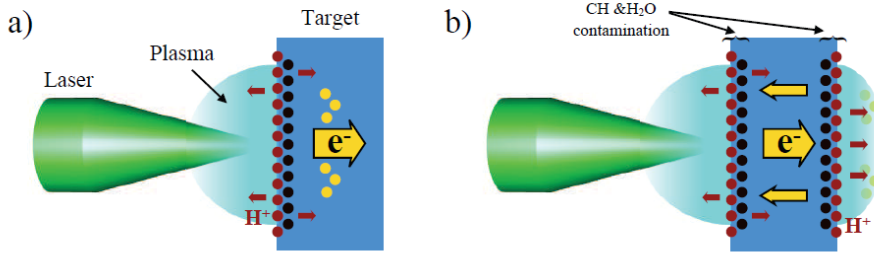 a)
Target
Plasma
Laser
e-
H+
b)
CH &H₂O
contamination
e-
H+